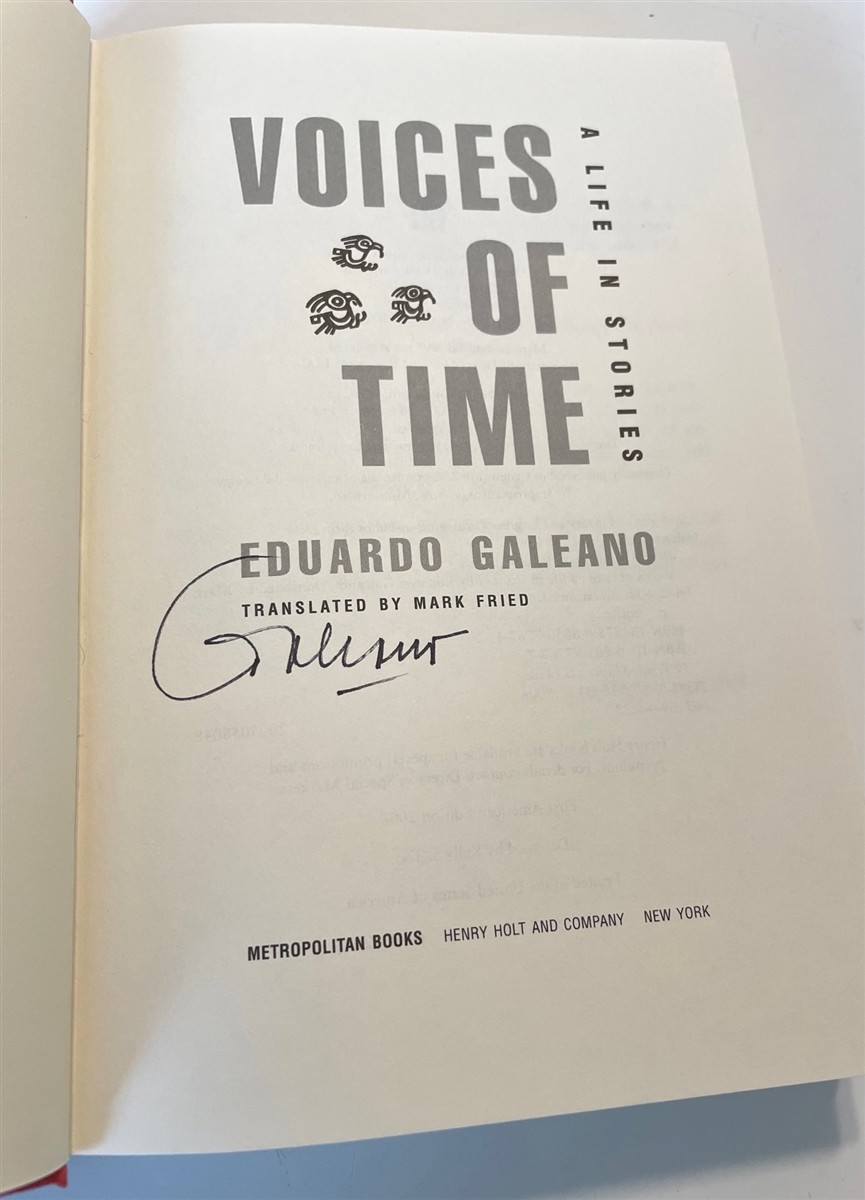 VOICES
OF
TIME
A LIFE IN STORIES
EDUARDO GALEANO
TRANSLATED BY MARK FRIED
Galeano
METROPOLITAN BOOKS HENRY HOLT AND COMPANY NEW YORK